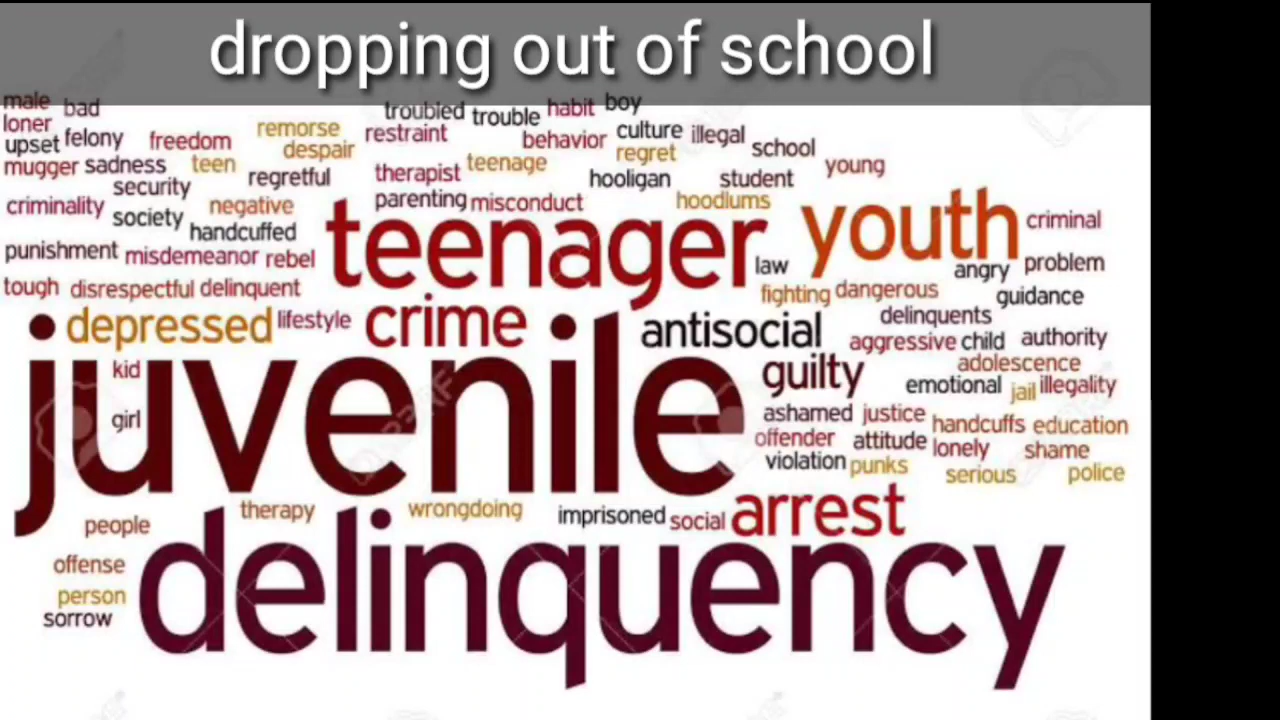 dropping out of school
male bad troubled trouble habit boy
loner upset felony freedom remorse restraint behavior culture illegal
despair regret school
mugger sadness teen therapist teenage young
security regretful hooligan student
criminality society negative parenting misconduct hoodlums
handcuffed teenager youth criminal
punishment misdemeanor rebel law angry problem
tough disrespectful delinquent fighting dangerous guidance
depressed lifestyle crime antisocial delinquents
aggressive child authority
juvenile
kid guilty adolescence
emotional jail illegality
girl ashamed justice handcuffs education
offender attitude lonely shame
violation punks serious police
people therapy wrongdoing imprisoned social arrest
delinquency
offense
person
sorrow